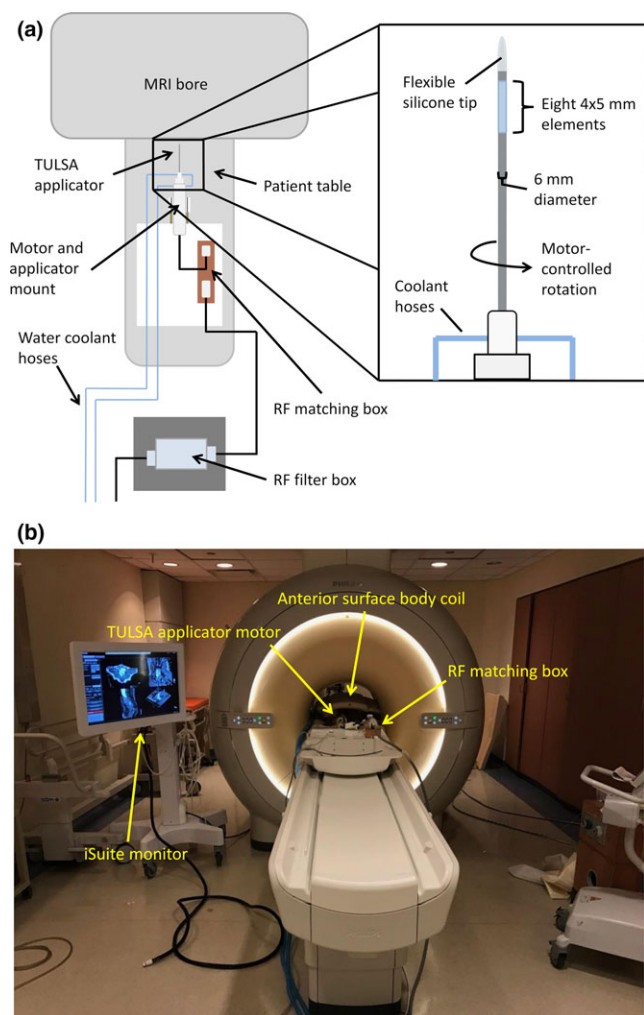 (a)
MRI bore
TULSA
applicator
Patient table
Motor and
applicator
mount
Water coolant
hoses
RF matching box
RF filter box
Flexible
silicone tip
Eight 4x5 mm
elements
6 mm
diameter
Motor-
controlled
rotation
Coolant
hoses
(b)
Anterior surface body coil
TULSA applicator motor
RF matching box
iSuite monitor